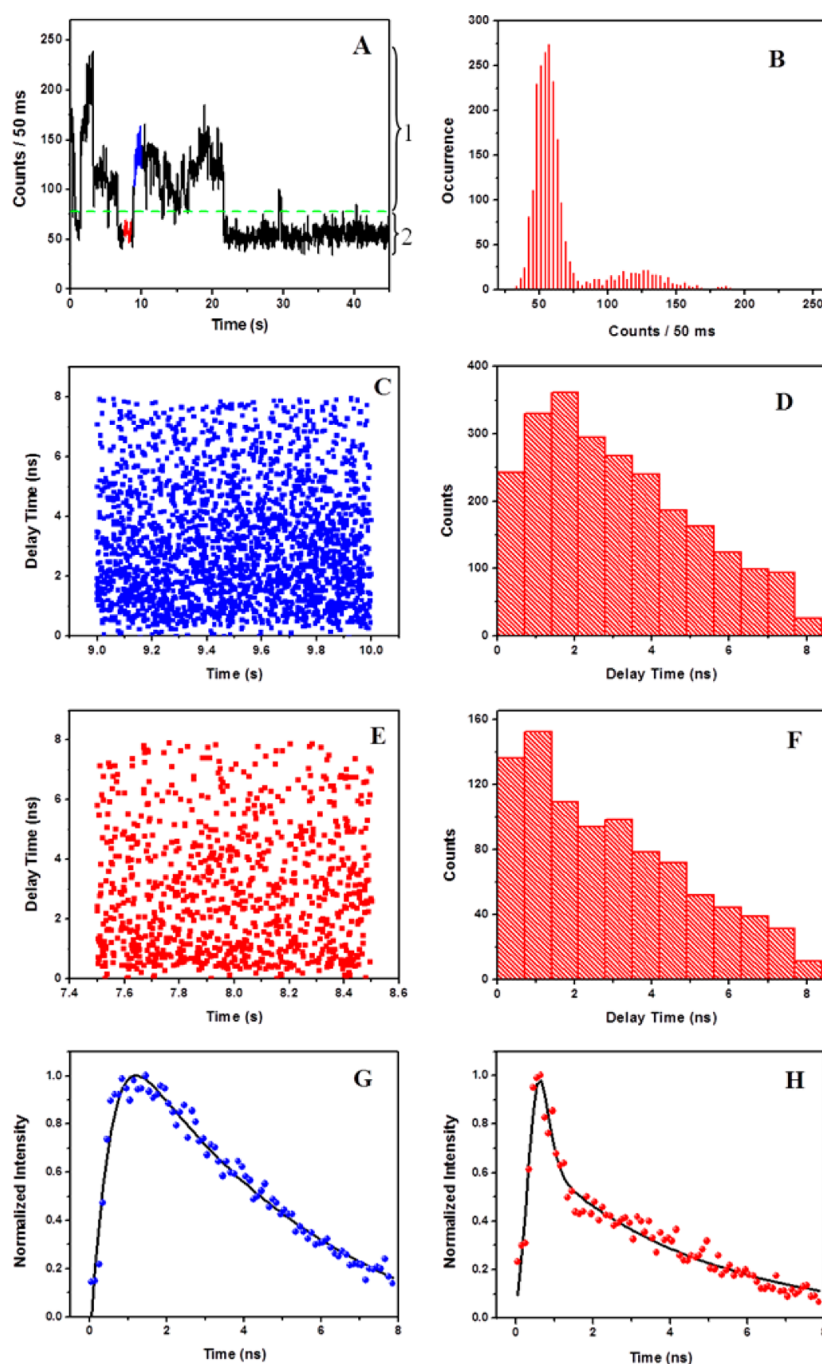 A
Counts / 50 ms
300
250
200
150
100
50
0
0 10 20 30 40
Time (s)
1
2
B
Occurrence
300
250
200
150
100
50
0
50 100 150 200 250
Counts / 50 ms
C
Delay Time (ns)
8
6
4
2
0
9.0 9.2 9.4 9.6 9.8 10.0
Time (s)
D
Counts
400
300
350
100
0
0 2 4 6 8
Delay Time (ns)
E
Delay Time (ns)
8
6
4
2
0
7.4 7.6 7.8 8.0 8.2 8.4 8.6
Time (s)
F
Counts
160
120
80
40
0
0 2 4 6 8
Delay Time (ns)
G
Normalized Intensity
1.0
0.8
0.6
0.4
0.2
0.0
0 2 4 6 8
Time (ns)
H
Normalized Intensity
1.0
0.8
0.6
0.4
0.2
0.0
0 2 4 6 8
Time (ns)